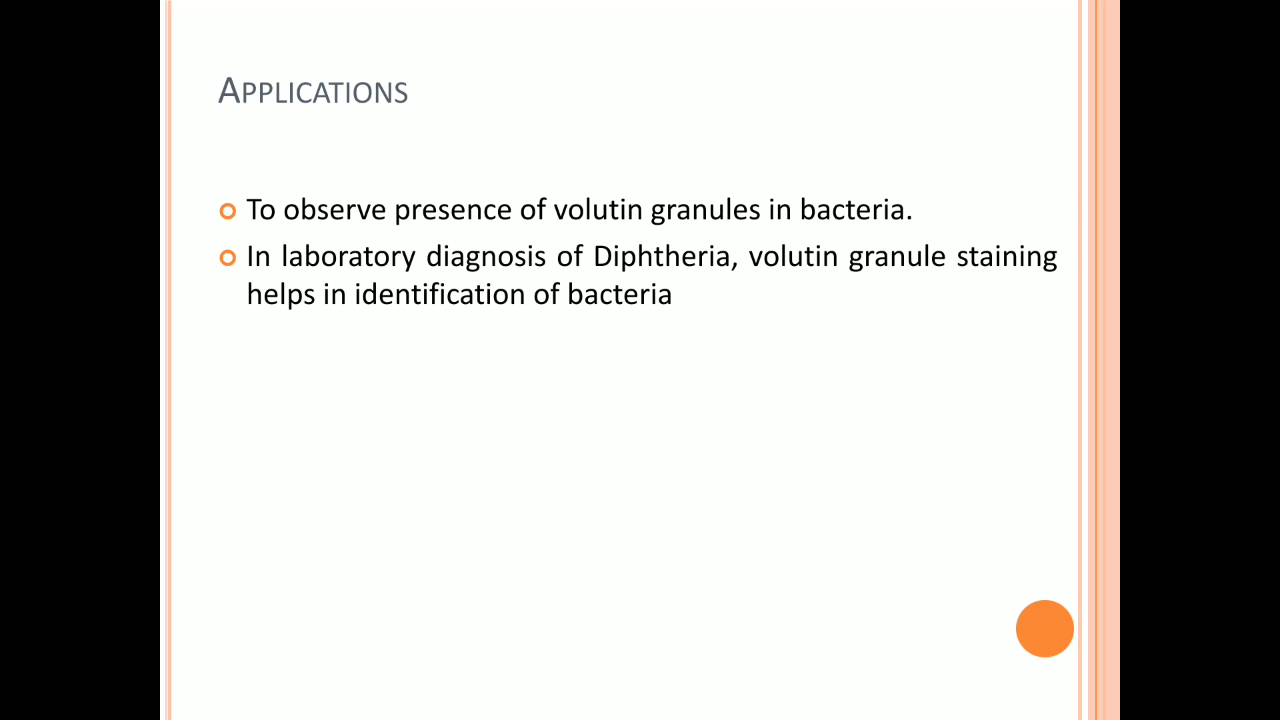 Applications
To observe presence of volutin granules in bacteria.
In laboratory diagnosis of Diphtheria, volutin granule staining
helps in identification of bacteria